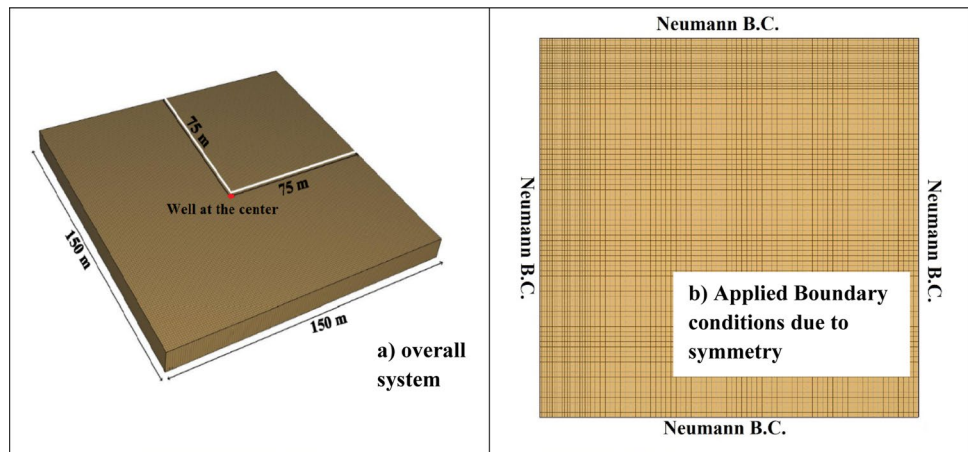 75 m
75 m
Well at the center
150 m
150 m
a) overall
system
Neumann B.C.
Neumann B.C.
Neumann B.C.
b) Applied Boundary
conditions due to
symmetry
Neumann B.C.